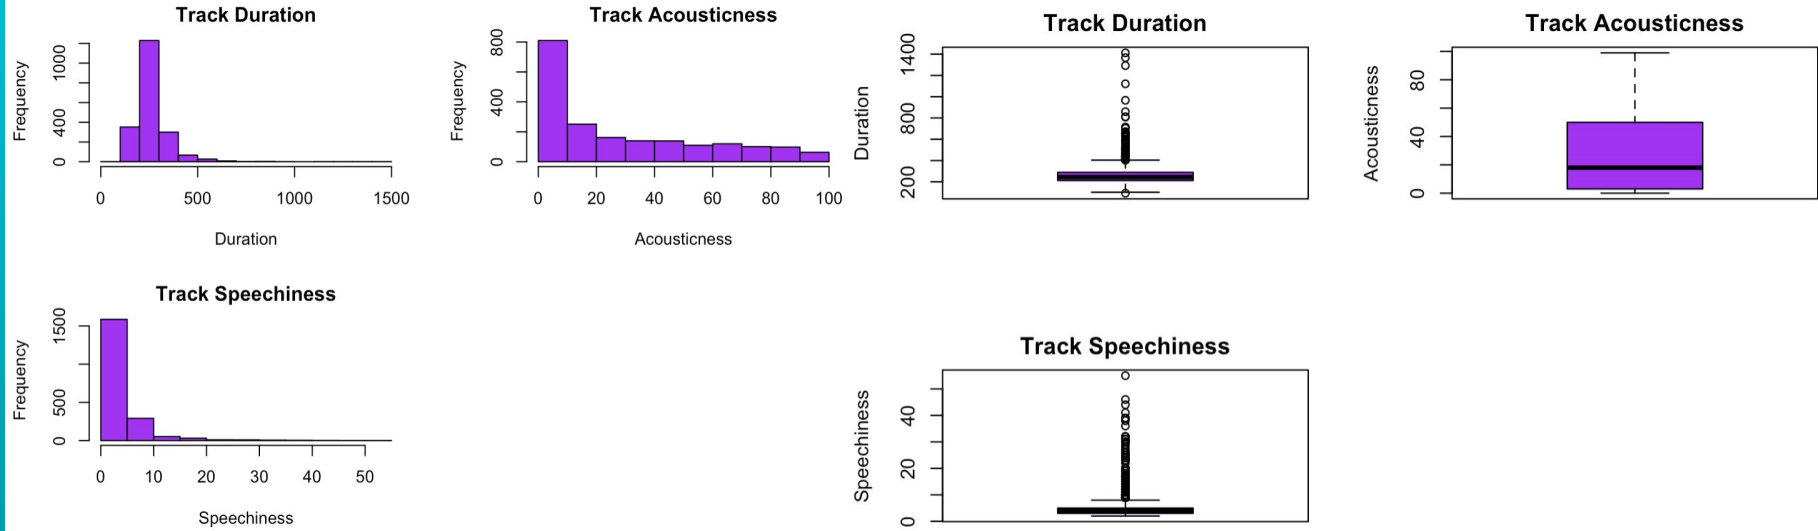 Track Duration
Frequency
0 400 1000
0 500 1000 1500
Duration
Track Acousticness
Frequency
0 400 800
0 20 40 60 80 100
Acousticness
Track Duration
Duration
200 800 1400
Track Acousticness
Acousticness
0 40 80
Track Speechiness
Frequency
0 500 1500
0 10 20 30 40 50
Speechiness
Track Speechiness
Speechiness
0 20 40